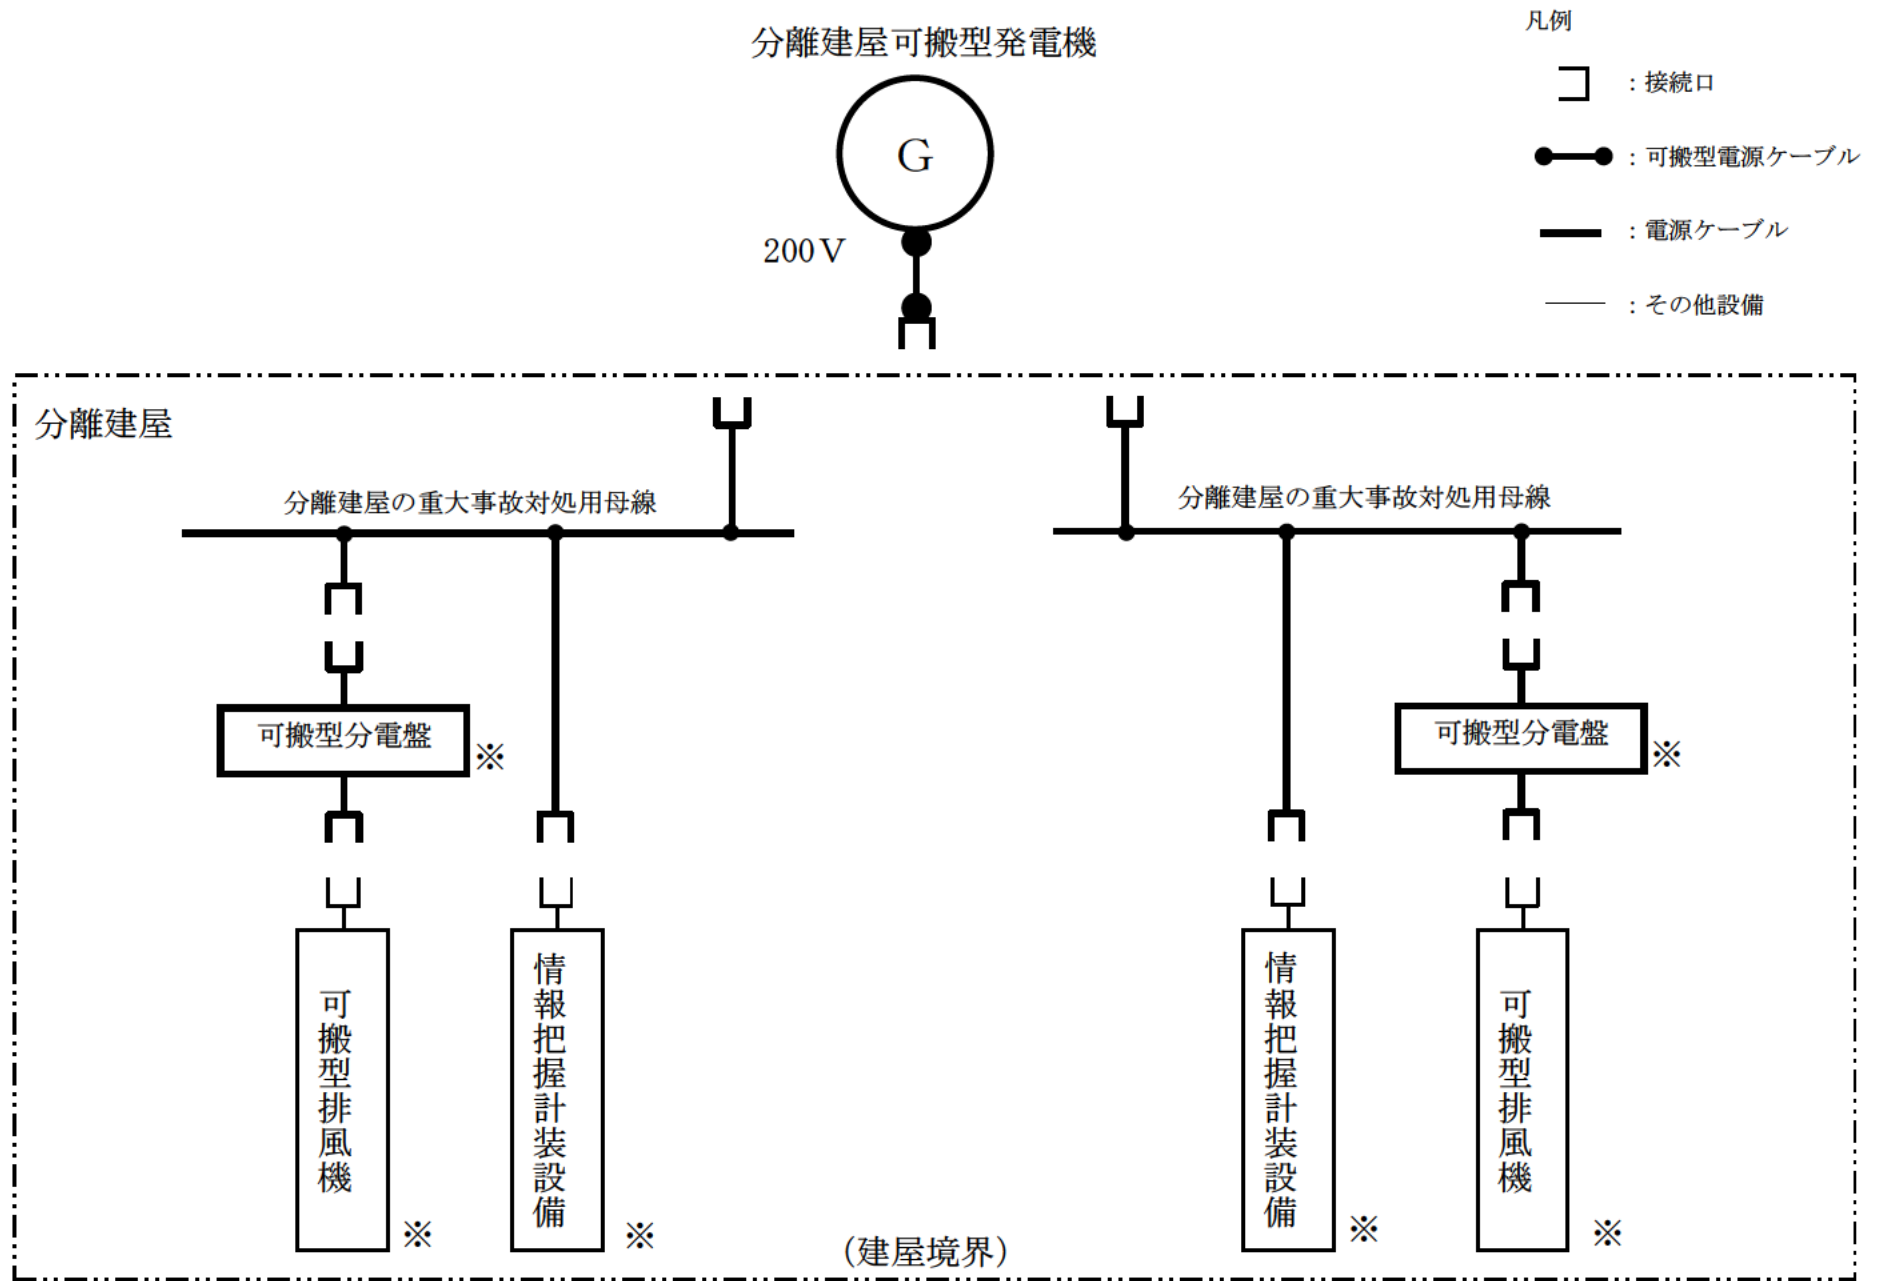 分離建屋可搬型発電機
G
200V
凡例
：接続口
：可搬型電源ケーブル
：電源ケーブル
：その他設備
分離建屋
分離建屋の重大事故対処用母線
分離建屋の重大事故対処用母線
可搬型分電盤
※
可搬型分電盤
※
可搬型排風機
※
情報把握計装設備
※
情報把握計装設備
※
可搬型排風機
※
（建屋境界）